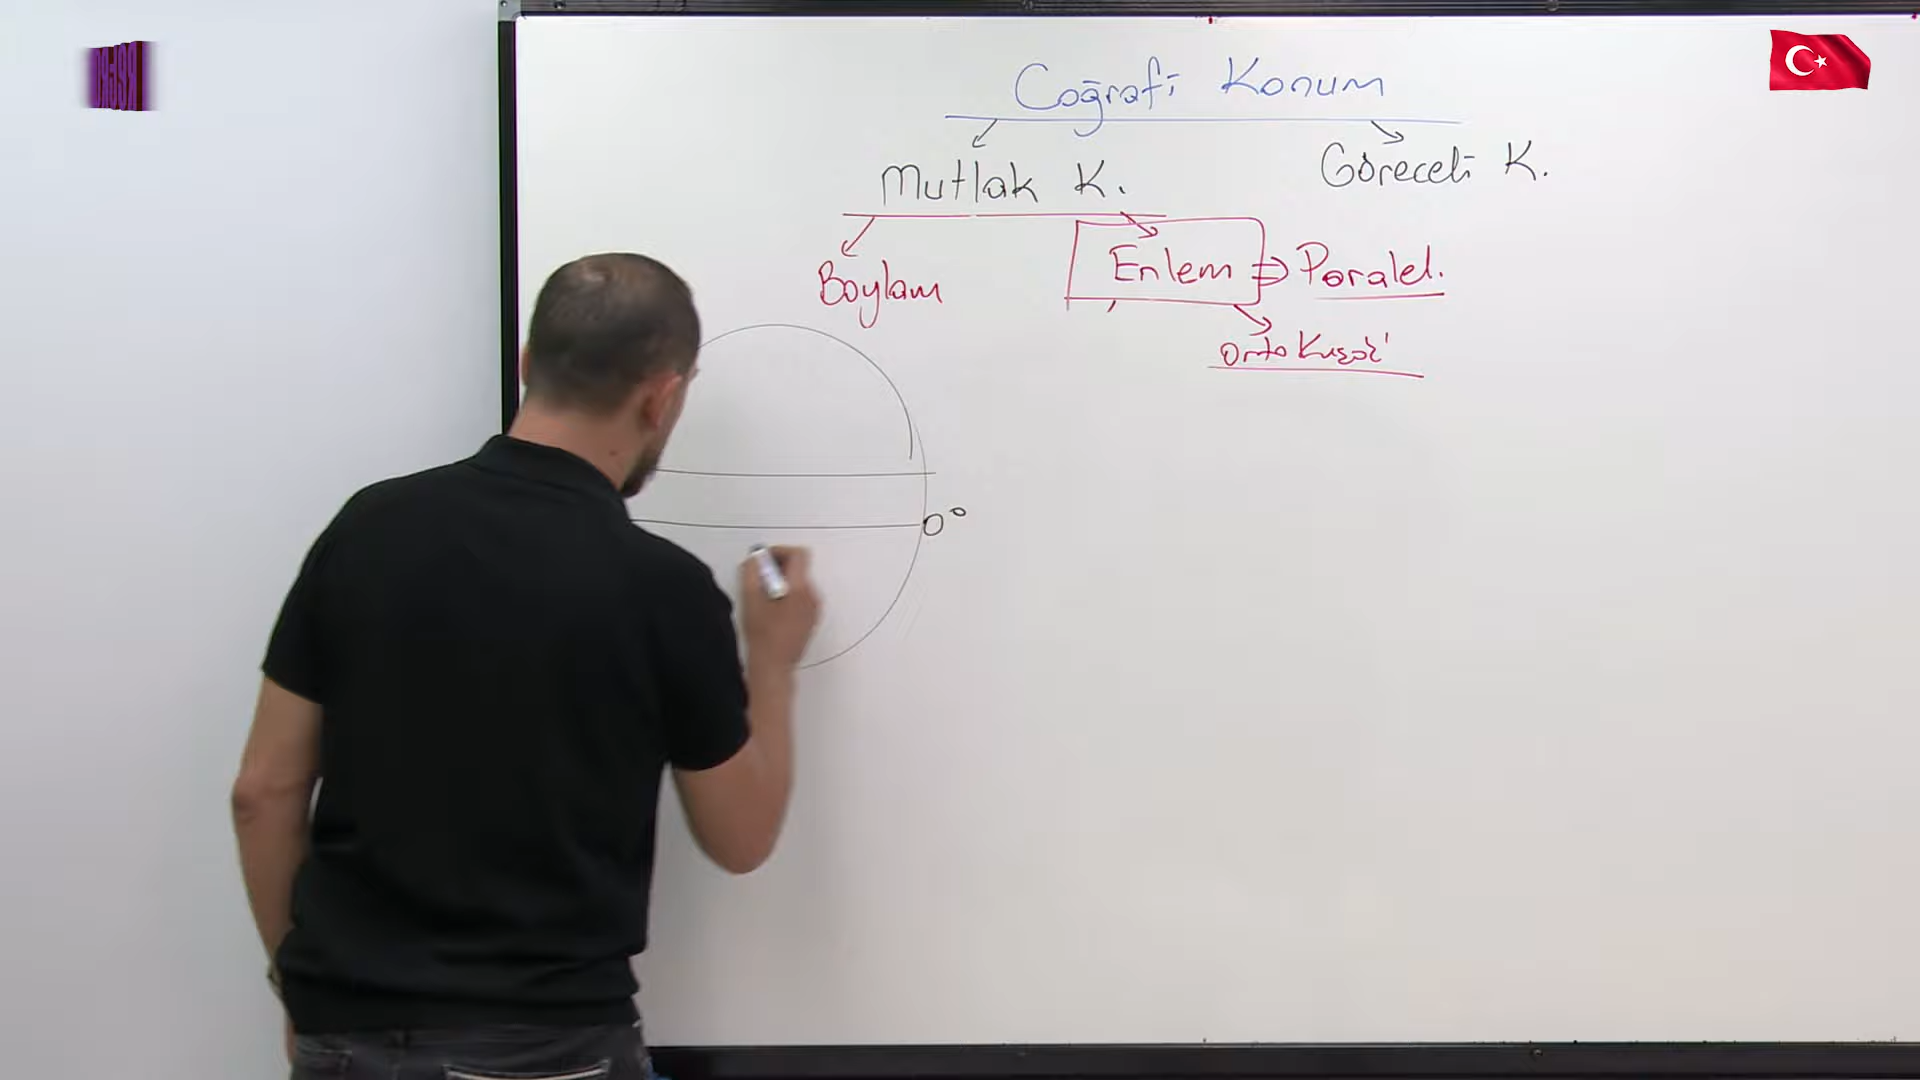 Coğrafi Konum
Mutlak K.
Göreceli K.
Boylam
Enlem ⇒ Paralel.
Orta Kuşak
0°